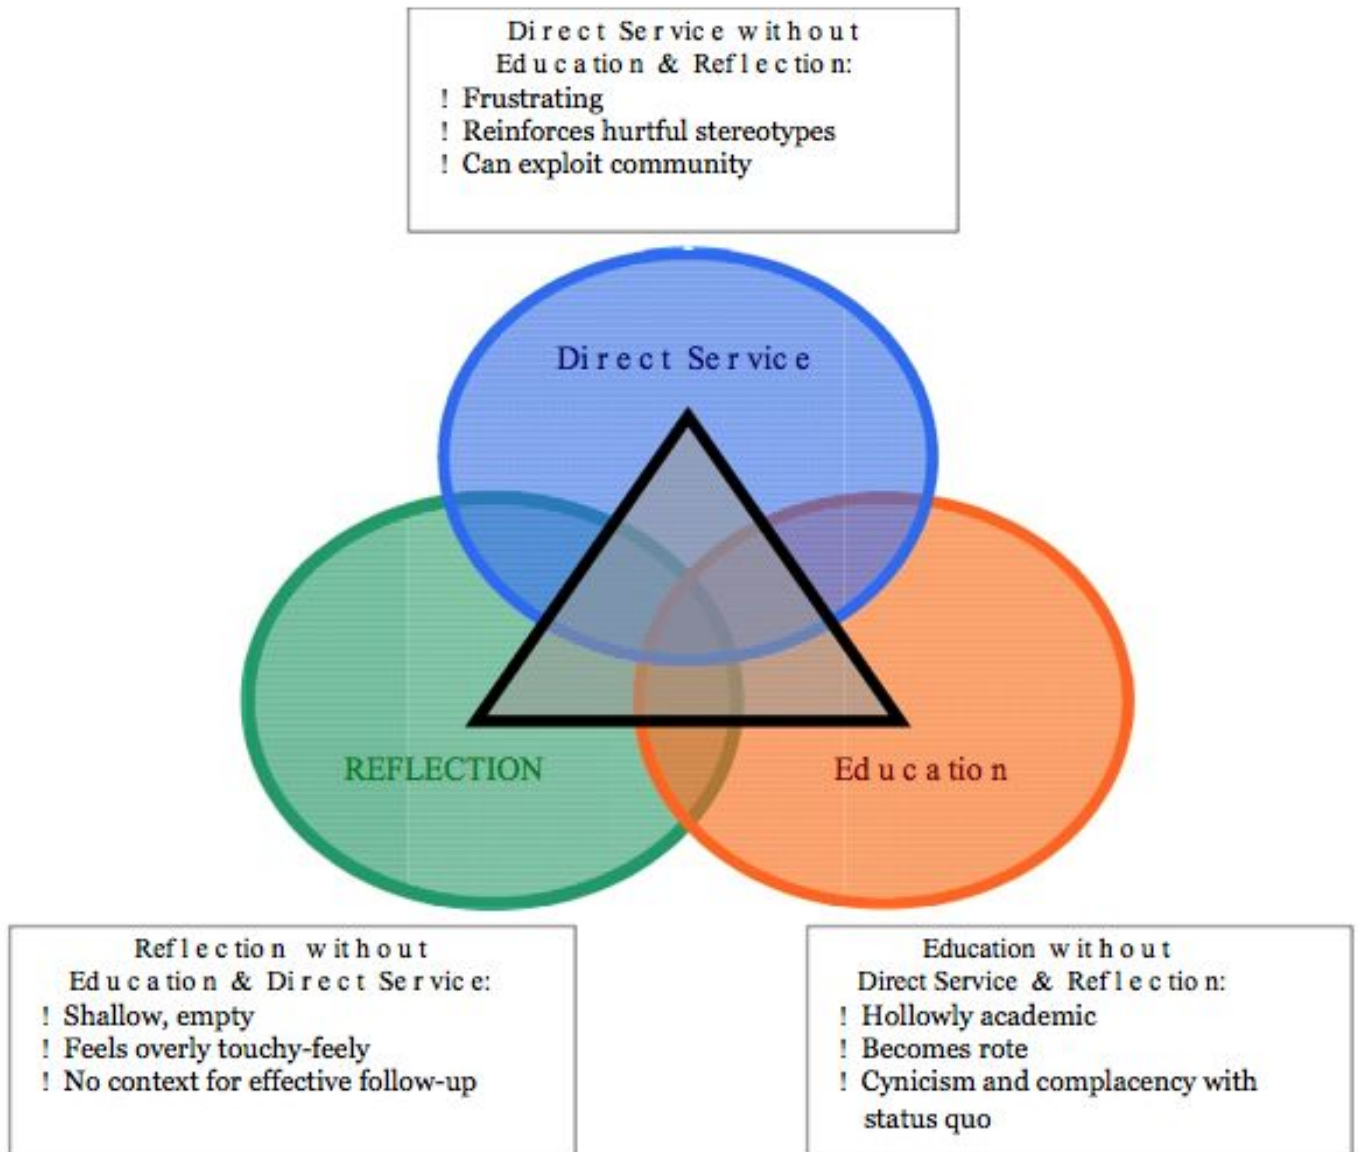 Direct Service without
Education & Reflection:
! Frustrating
! Reinforces hurtful stereotypes
! Can exploit community
Direct Service
REFLECTION
Education
Reflection without
Education & Direct Service:
! Shallow, empty
! Feels overly touchy-feely
! No context for effective follow-up
Education without
Direct Service & Reflection:
! Hollowly academic
! Becomes rote
! Cynicism and complacency with
status quo